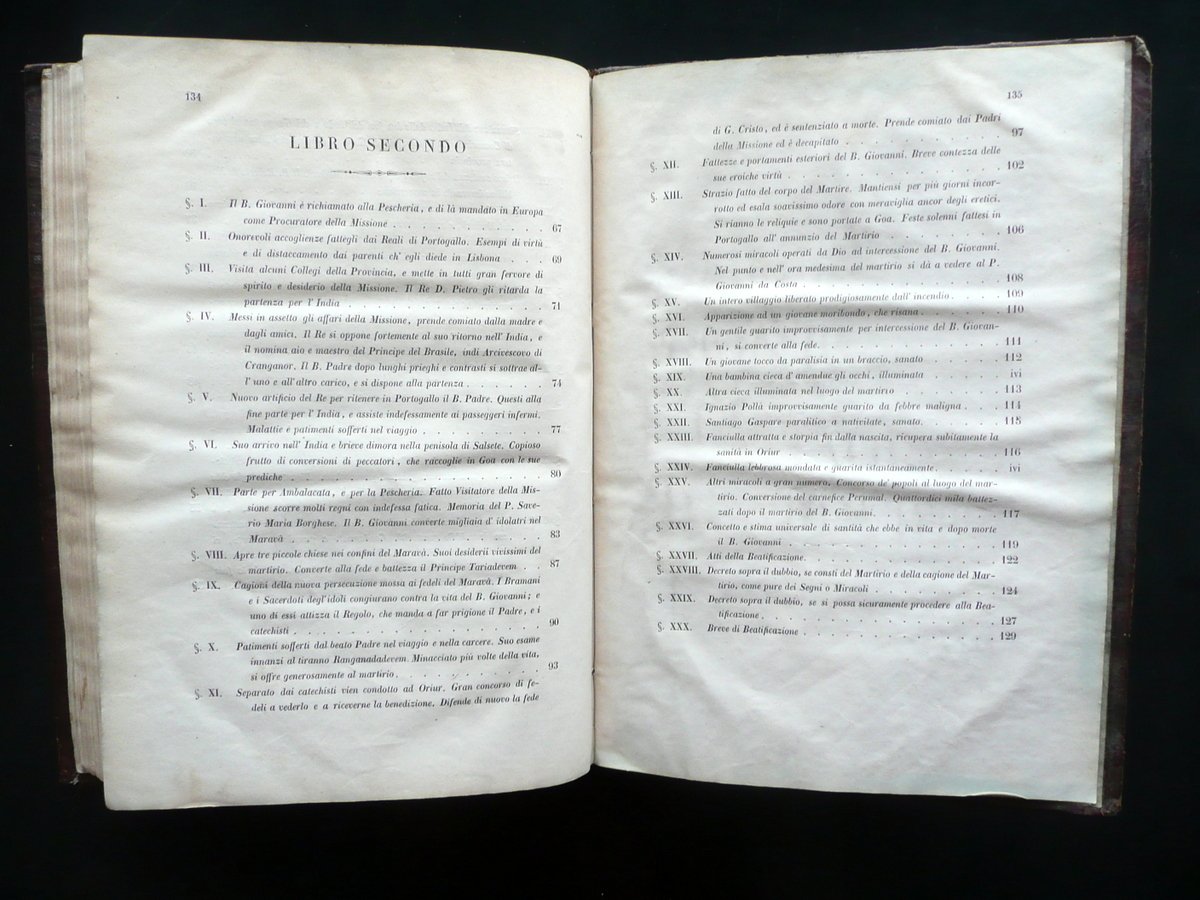 134
LIBRO SECONDO
§. I. Il B. Giovanni è richiamato alla Pescheria, e di là mandato in Europa
come Procuratore della Missione . . . . . . . . . . . . 67
§. II. Onorevoli accoglienze fattegli dai Reali di Portogallo. Esempi di virtù
e di distaccamento dai parenti ch' egli diede in Lisbona . . . . 69
§. III. Visita alcuni Collegi della Provincia, e mette in tutti gran fervore di
spirito e desiderio della Missione. Il Re D. Pietro gli ritarda la
partenza per l' India . . . . . . . . . . . . . . . 71
§. IV. Messi in assetto gli affari della Missione, prende comiato dalla madre e
dagli amici. Il Re si oppone fortemente al suo ritorno nell' India, e
il nomina aio e maestro del Principe del Brasile, indi Arcivescovo di
Cranganor. Il B. Padre dopo lunghi prieghi e contrasti si sottrae al-
l' uno e all' altro carico, e si dispone alla partenza . . . . . . . 74
§. V. Nuovo artificio del Re per ritenere in Portogallo il B. Padre. Questi alla
fine parte per l' India, e assiste indefessamente ai passeggeri infermi.
Malattie e patimenti sofferti nel viaggio . . . . . . . . . . 77
§. VI. Suo arrivo nell' India e brieve dimora nella penisola di Salsete. Copioso
frutto di conversioni di peccatori, che raccoglie in Goa con le sue
prediche . . . . . . . . . . . . . . . . . . . 80
§. VII. Parte per Ambalacata, e per la Pescheria. Fatto Visitatore della Mis-
sione scorre molti regni con indefessa fatica. Memoria del P. Save-
rio Maria Borghese. Il B. Giovanni converte migliaia d' idolatri nel
Maravà . . . . . . . . . . . . . . . . . . . . 83
§. VIII. Apre tre piccole chiese nei confini del Maravà. Suoi desiderii vivissimi del
martirio. Converte alla fede e battezza il Principe Tariadevem . . 87
§. IX. Cagioni della nuova persecuzione mossa ai fedeli del Maravà. I Bramani
e i Sacerdoti degl'idoli congiurano contra la vita del B. Giovanni; e
uno di essi attizza il Regolo, che manda a far prigione il Padre, e i
catechisti . . . . . . . . . . . . . . . . . . . 90
§. X. Patimenti sofferti dal beato Padre nel viaggio e nella carcere. Suo esame
innanzi al tiranno Ranganadadevem. Minacciato più volte della vita,
si offre generosamente al martirio . . . . . . . . . . . . 93
§. XI. Separato dai catechisti vien condotto ad Oriur. Gran concorso di fe-
deli a vederlo e a riceverne la benedizione. Difende di nuovo la fede
135
di G. Cristo, ed è sentenziato a morte. Prende comiato dai Padri
della Missione ed è decapitato . . . . . . . . . . . . . 97
§. XII. Fattezze e portamenti esteriori del B. Giovanni. Breve contezza delle
sue eroiche virtù . . . . . . . . . . . . . . . . . 102
§. XIII. Strazio fatto del corpo del Martire. Mantiensi per più giorni incor-
rotto ed esala soavissimo odore con meraviglia ancor degli eretici.
Si rianno le reliquie e sono portate a Goa. Feste solenni fattesi in
Portogallo all' annunzio del Martirio . . . . . . . . . . 106
§. XIV. Numerosi miracoli operati da Dio ad intercessione del B. Giovanni.
Nel punto e nell' ora medesima del martirio si dà a vedere al P.
Giovanni da Costa . . . . . . . . . . . . . . . . . 108
§. XV. Un intero villaggio liberato prodigiosamente dall' incendio . . . . 109
§. XVI. Apparizione ad un giovane moribondo, che risana . . . . . . . 110
§. XVII. Un gentile guarito improvvisamente per intercessione del B. Giovan-
ni, si converte alla fede . . . . . . . . . . . . . . . 111
§. XVIII. Un giovane tocco da paralisia in un braccio, sanato . . . . . . 112
§. XIX. Una bambina cieca d' amendue gli occhi, illuminata . . . . . . ivi
§. XX. Altra cieca illuminata nel luogo del martirio . . . . . . . . . 113
§. XXI. Ignazio Pollà improvvisamente guarito da febbre maligna . . . . 114
§. XXII. Santiago Gaspare paralitico a nativitate, sanato . . . . . . . 115
§. XXIII. Fanciulla attratta e storpia fin dalla nascita, ricupera subitamente la
sanità in Oriur . . . . . . . . . . . . . . . . . . 116
§. XXIV. Fanciulla lebbrosa mondata e guarita istantaneamente . . . . . ivi
§. XXV. Altri miracoli a gran numero. Concorso de' popoli al luogo del mar-
tirio. Conversione del carnefice Perumal. Quattordici mila battez-
zati dopo il martirio del B. Giovanni . . . . . . . . . . . 117
§. XXVI. Concetto e stima universale di santità che ebbe in vita e dopo morte
il B. Giovanni . . . . . . . . . . . . . . . . . . 119
§. XXVII. Atti della Beatificazione . . . . . . . . . . . . . . . 122
§. XXVIII. Decreto sopra il dubbio, se consti del Martirio e della cagione del Mar-
tirio, come pure dei Segni o Miracoli . . . . . . . . . . 124
§. XXIX. Decreto sopra il dubbio, se si possa sicuramente procedere alla Bea-
tificazione . . . . . . . . . . . . . . . . . . . . 127
§. XXX. Breve di Beatificazione . . . . . . . . . . . . . . . 129